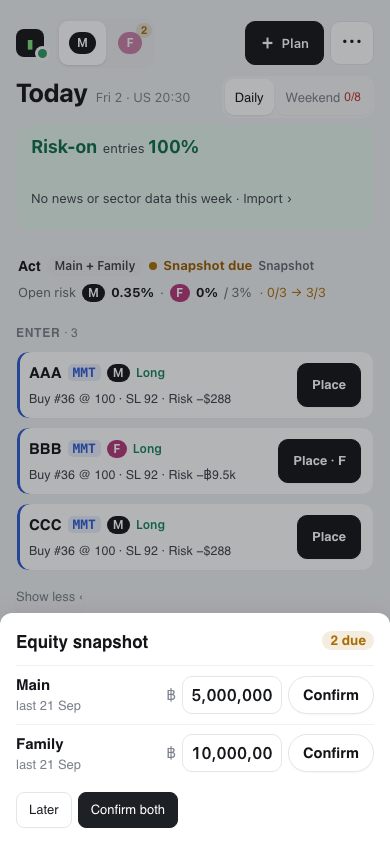 M F 2 + Plan ...
Today Fri 2 · US 20:30 Daily Weekend 0/8
Risk-on entries 100%
No news or sector data this week · Import ›
Act Main + Family Snapshot due Snapshot
Open risk M 0.35% · F 0% / 3% · 0/3 → 3/3
ENTER · 3
AAA MMT M Long
Buy #36 @ 100 · SL 92 · Risk −$288
Place
BBB MMT F Long
Buy #36 @ 100 · SL 92 · Risk −฿9.5k
Place · F
CCC MMT M Long
Buy #36 @ 100 · SL 92 · Risk −$288
Place
Show less ‹
Equity snapshot 2 due
Main
last 21 Sep
฿ 5,000,000 Confirm
Family
last 21 Sep
฿ 10,000,00 Confirm
Later Confirm both